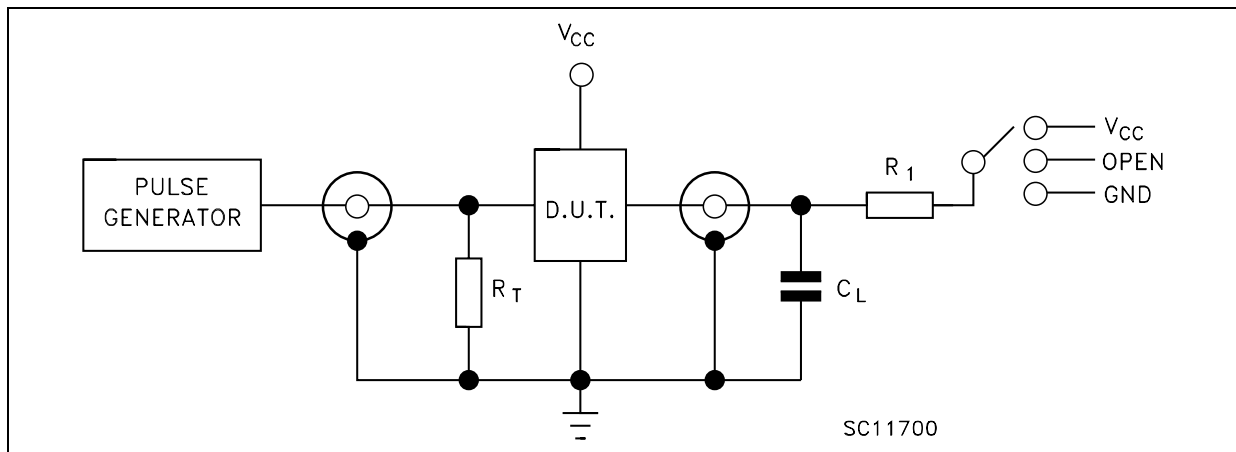 VCC
PULSE
GENERATOR
D.U.T.
RT
CL
R1
VCC
OPEN
GND
SC11700